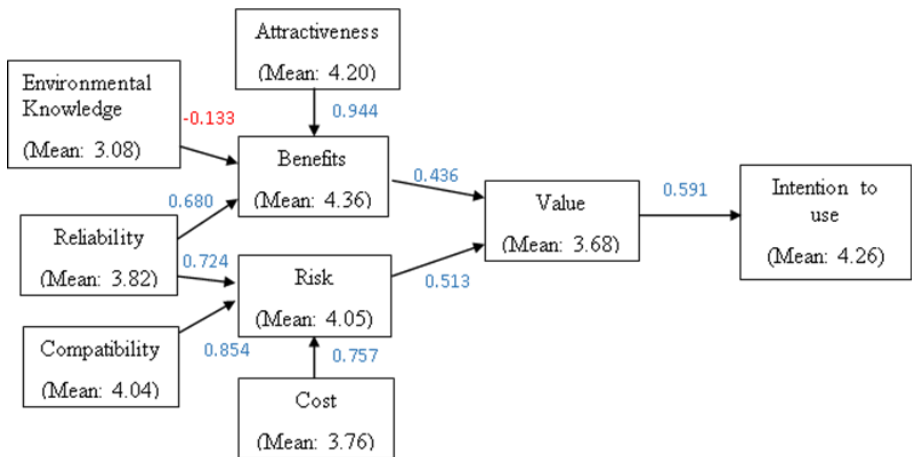 Attractiveness
(Mean: 4.20)
Environmental
Knowledge
(Mean: 3.08)
-0.133
0.944
Benefits
(Mean: 4.36)
0.436
0.680
Reliability
(Mean: 3.82)
0.724
Value
(Mean: 3.68)
0.591
Intention to
use
(Mean: 4.26)
Risk
(Mean: 4.05)
0.513
Compatibility
(Mean: 4.04)
0.854
0.757
Cost
(Mean: 3.76)